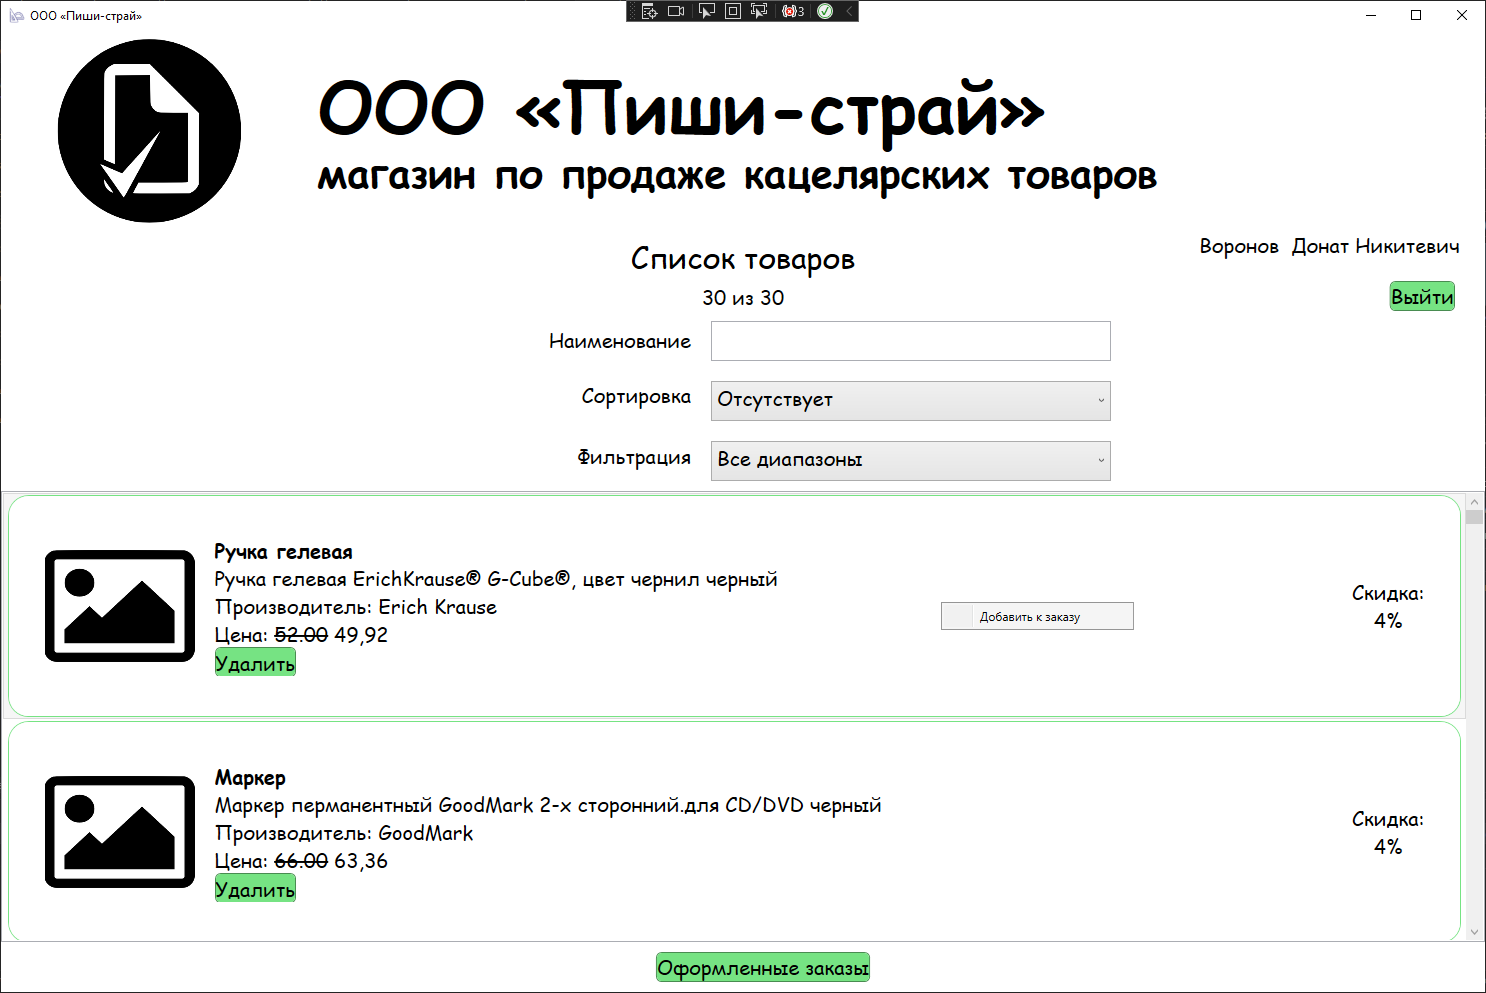 ООО «Пиши-страй»
3
ООО «Пиши-страй»
магазин по продаже кацелярских товаров
Воронов Донат Никитевич
Список товаров
30 из 30
Выйти
Наименование
Сортировка Отсутствует
Фильтрация Все диапазоны
Ручка гелевая
Ручка гелевая ErichKrause® G-Cube®, цвет чернил черный
Производитель: Erich Krause
Цена: 52.00 49,92
Удалить
Добавить к заказу
Скидка:
4%
Маркер
Маркер перманентный GoodMark 2-х сторонний.для CD/DVD черный
Производитель: GoodMark
Цена: 66.00 63,36
Удалить
Скидка:
4%
Оформленные заказы